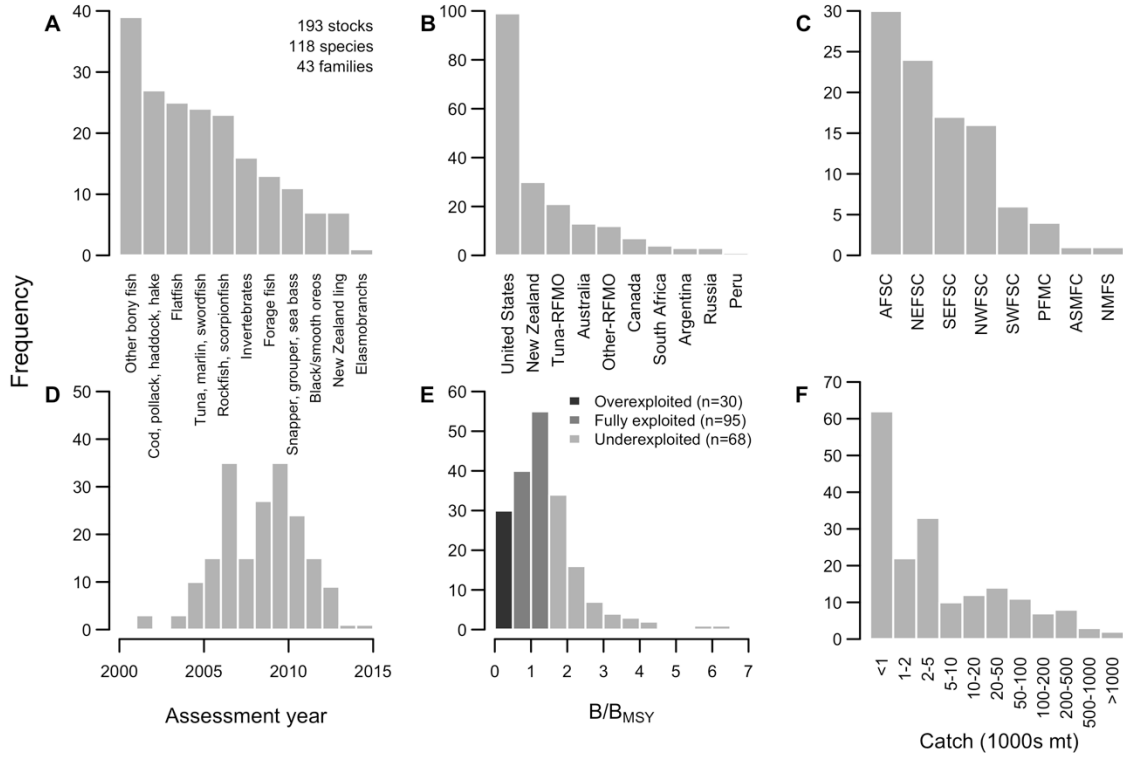 A
193 stocks
118 species
43 families
40
30
20
10
0
Other bony fish
Cod, pollack, haddock, hake
Flatfish
Tuna, marlin, swordfish
Rockfish, scorpionfish
Invertebrates
Forage fish
Snapper, grouper, sea bass
Black/smooth oreos
New Zealand ling
Elasmobranchs
B
100
80
60
40
20
0
United States
New Zealand
Tuna-RFMO
Australia
Other-RFMO
Canada
South Africa
Argentina
Russia
Peru
C
30
25
20
15
10
5
0
AFSC
NEFSC
SEFSC
NWFSC
SWFSC
PFMC
ASMFC
NMFS
Frequency
D
50
40
30
20
10
0
2000 2005 2010 2015
Assessment year
E
60
50
40
30
20
10
0
Overexploited (n=30)
Fully exploited (n=95)
Underexploited (n=68)
0 1 2 3 4 5 6 7
B/BMSY
F
70
60
50
40
30
20
10
0
<1
1-2
2-5
5-10
10-20
20-50
50-100
100-200
200-500
500-1000
>1000
Catch (1000s mt)